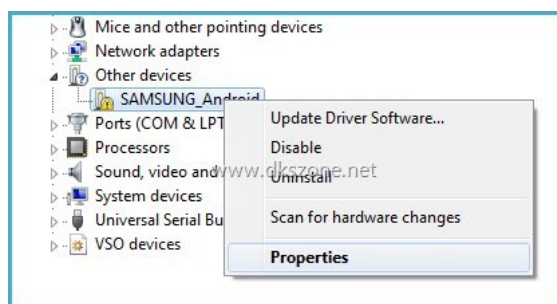 Mice and other pointing devices
Network adapters
Other devices
SAMSUNG_Android
Ports (COM & LPT
Processors
Sound, video and
System devices
Universal Serial Bu
VSO devices
Update Driver Software...
Disable
Uninstall
Scan for hardware changes
Properties
www.dkszone.net